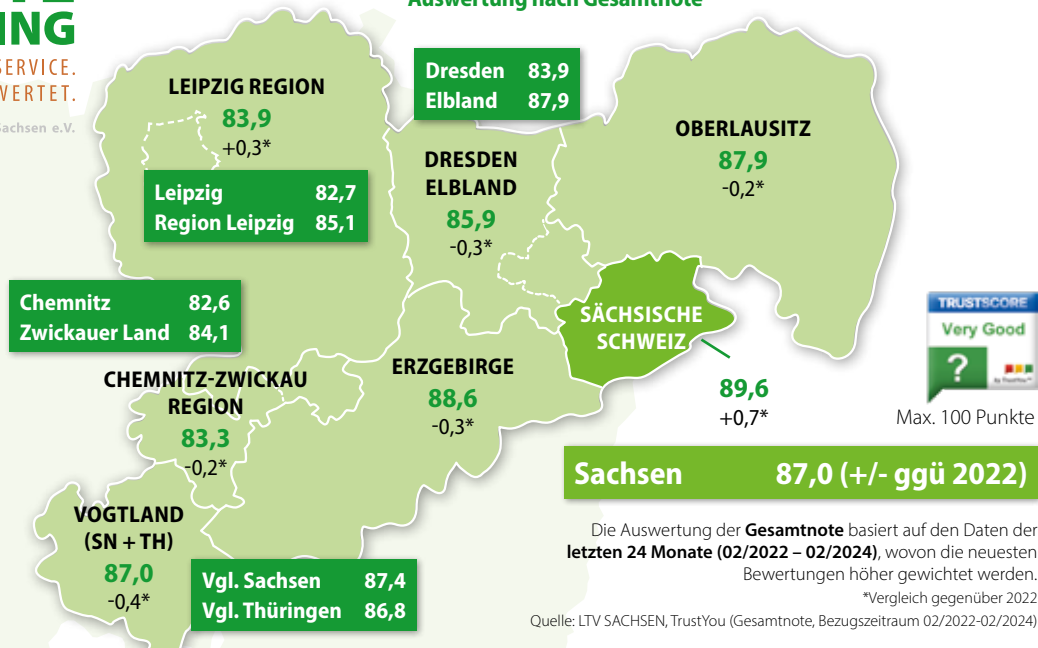 Auswertung nach Gesamtnote
ING
SERVICE.
WERTET.
Sachsen e.V.
LEIPZIG REGION
83,9
+0,3*
Leipzig 82,7
Region Leipzig 85,1
Dresden 83,9
Elbland 87,9
DRESDEN
ELBLAND
85,9
-0,3*
OBERLAUSITZ
87,9
-0,2*
Chemnitz 82,6
Zwickauer Land 84,1
CHEMNITZ-ZWICKAU
REGION
83,3
-0,2*
ERZGEBIRGE
88,6
-0,3*
SÄCHSISCHE
SCHWEIZ
89,6
+0,7*
TRUSTSCORE
Very Good
?
by TrustYou™
Max. 100 Punkte
Sachsen 87,0 (+/- ggü 2022)
VOGTLAND
(SN + TH)
87,0
-0,4*
Vgl. Sachsen 87,4
Vgl. Thüringen 86,8
Die Auswertung der Gesamtnote basiert auf den Daten der
letzten 24 Monate (02/2022 – 02/2024), wovon die neuesten
Bewertungen höher gewichtet werden.
*Vergleich gegenüber 2022
Quelle: LTV SACHSEN, TrustYou (Gesamtnote, Bezugszeitraum 02/2022-02/2024)